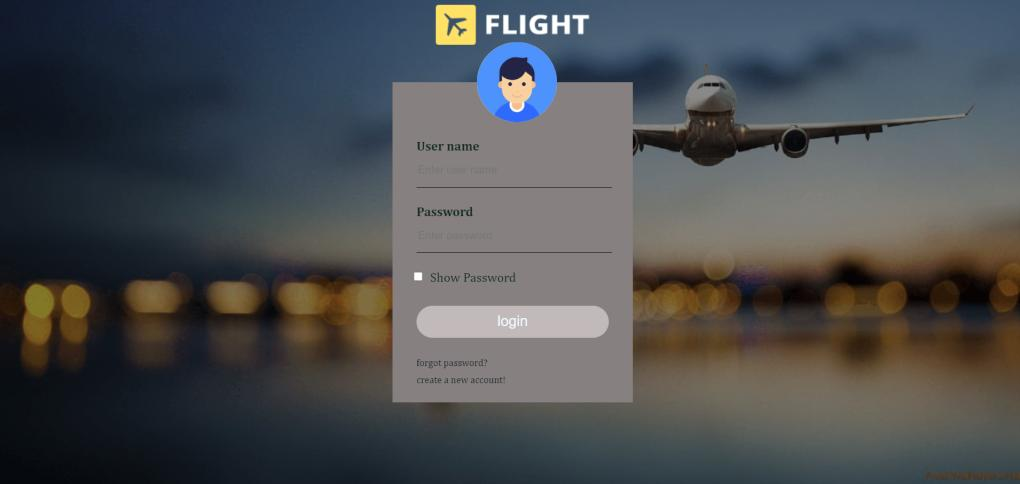 FLIGHT
User name
Enter user name
Password
Enter password
Show Password
login
forgot password?
create a new account!